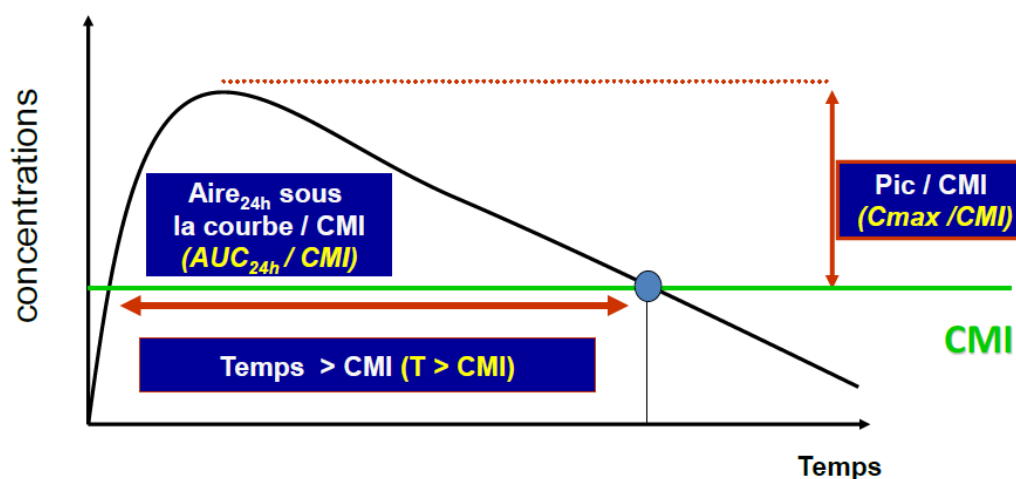 concentrations
Aire24h sous
la courbe / CMI
(AUC24h / CMI)
Pic / CMI
(Cmax /CMI)
CMI
Temps > CMI (T > CMI)
Temps